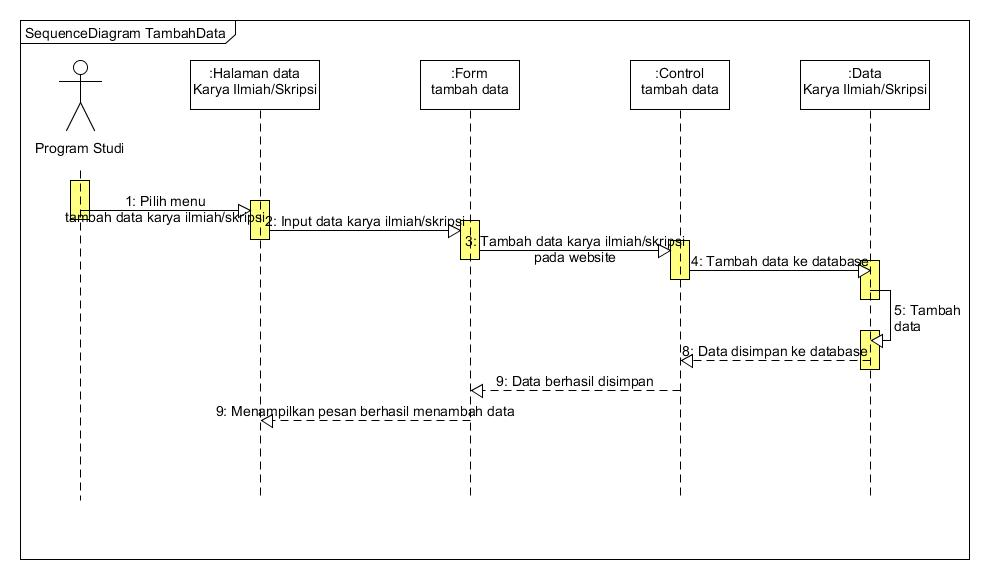 SequenceDiagram TambahData
:Halaman data
Karya Ilmiah/Skripsi
:Form
tambah data
:Control
tambah data
:Data
Karya Ilmiah/Skripsi
Program Studi
1: Pilih menu
tambah data karya ilmiah/skripsi
2: Input data karya ilmiah/skripsi
3: Tambah data karya ilmiah/skripsi
pada website
4: Tambah data ke database
5: Tambah
data
8: Data disimpan ke database
9: Data berhasil disimpan
9: Menampilkan pesan berhasil menambah data